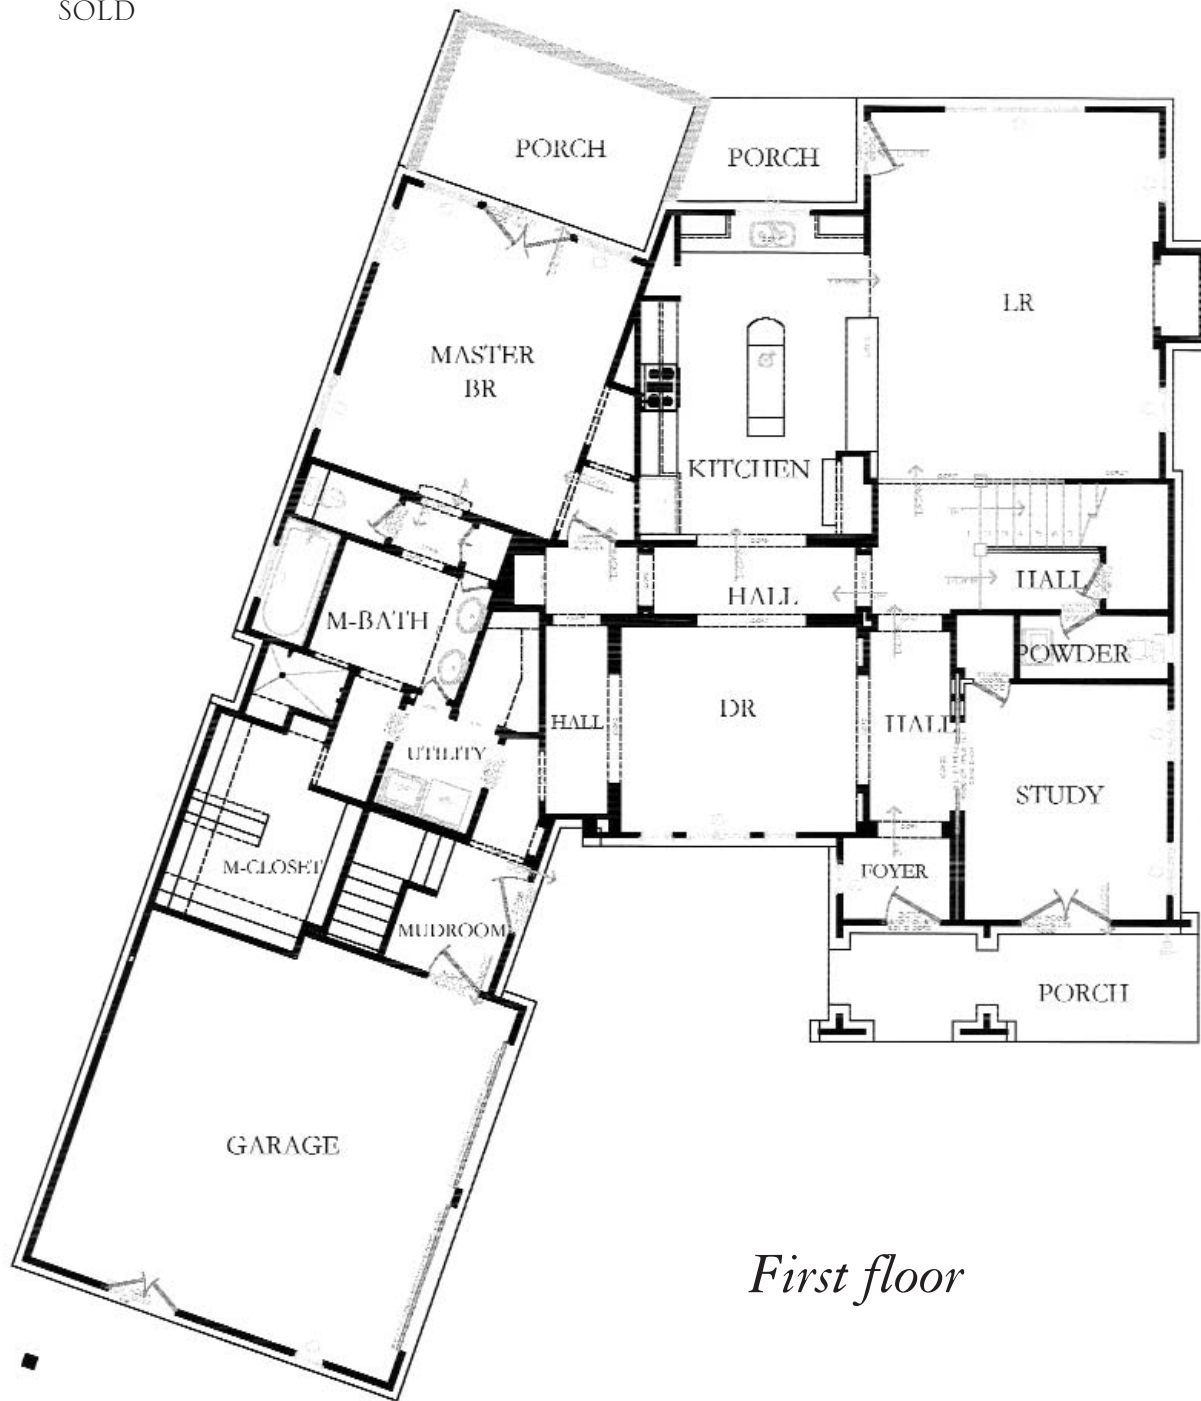 SOLD
PORCH
PORCH
LR
MASTER
BR
KITCHEN
HALL
HALL
M-BATH
POWDER
DR
HALL
HALL
UTILITY
STUDY
M-CLOSET
FOYER
MUDROOM
PORCH
GARAGE
First floor